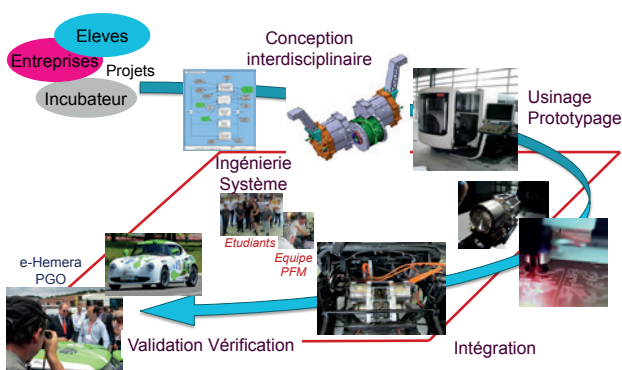 Eleves
Entreprises
Projets
Incubateur
Conception
interdisciplinaire
Usinage
Prototypage
Ingénierie
Système
Etudiants
Equipe
PFM
e-Hemera
PGO
Validation Vérification
Intégration